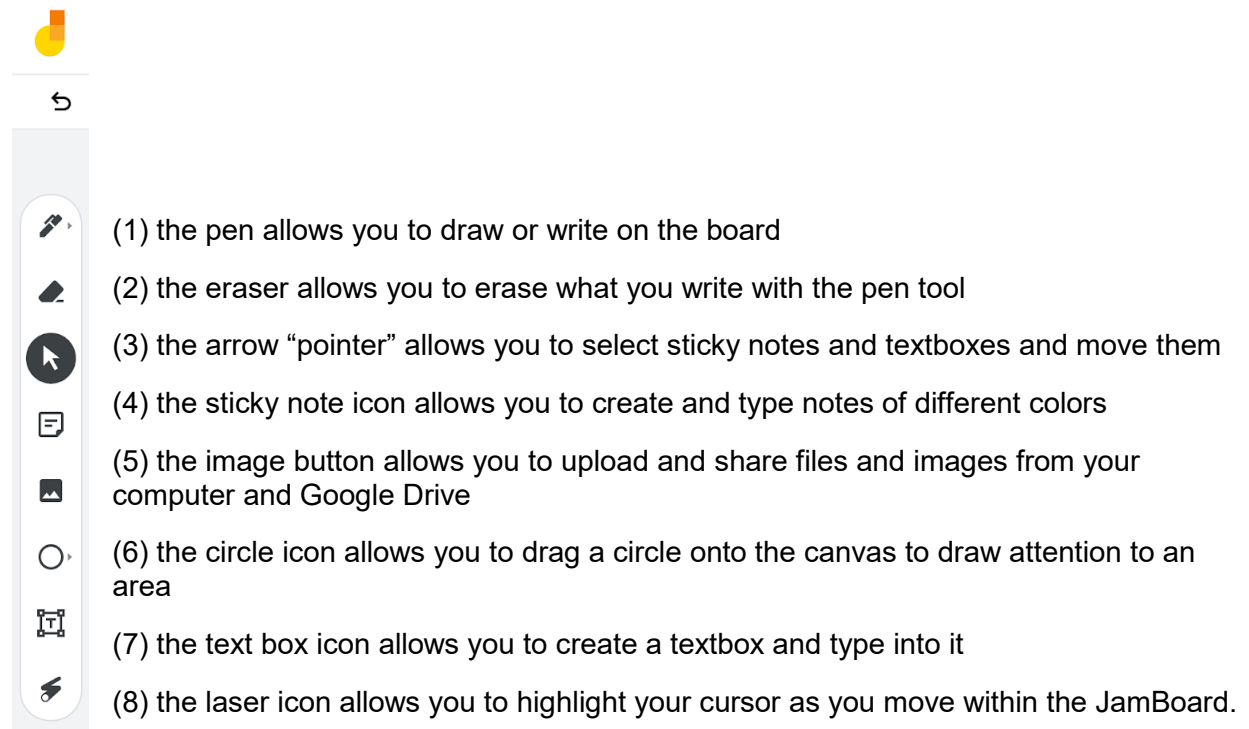 (1) the pen allows you to draw or write on the board
(2) the eraser allows you to erase what you write with the pen tool
(3) the arrow “pointer” allows you to select sticky notes and textboxes and move them
(4) the sticky note icon allows you to create and type notes of different colors
(5) the image button allows you to upload and share files and images from your
computer and Google Drive
(6) the circle icon allows you to drag a circle onto the canvas to draw attention to an
area
(7) the text box icon allows you to create a textbox and type into it
(8) the laser icon allows you to highlight your cursor as you move within the JamBoard.